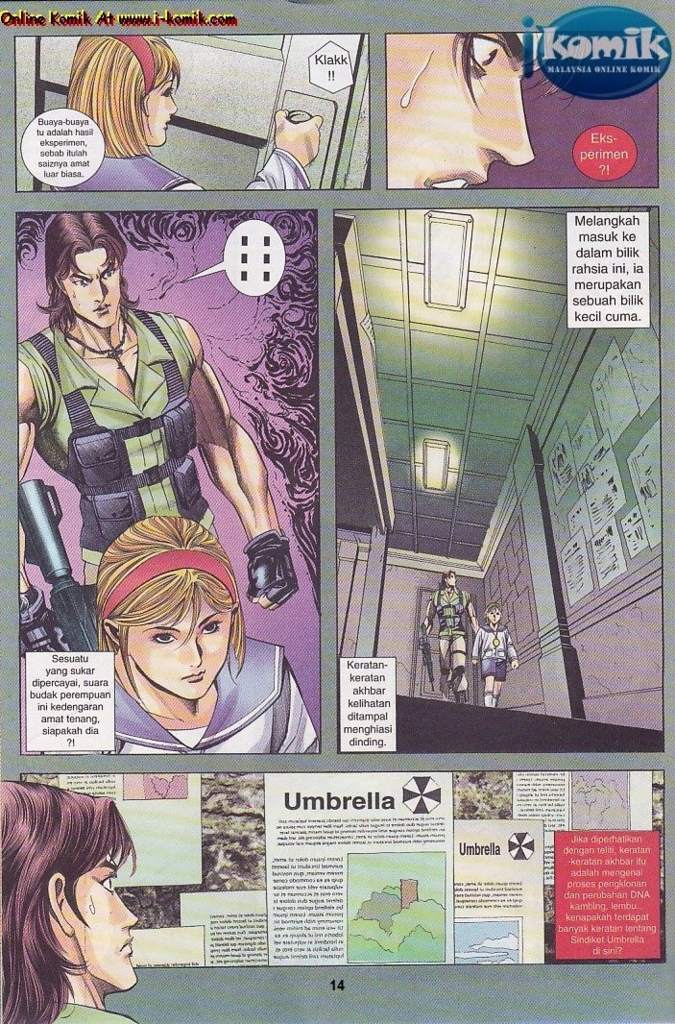 Online Komik At www.i-komik.com
jkomik
MALAYSIA ONLINE KOMIK
Klakk
!!
Buaya-buaya
tu adalah hasil
eksperimen,
sebab itulah
saiznya amat
luar biasa.
Eks-
perimen
?!
Melangkah
masuk ke
dalam bilik
rahsia ini, ia
merupakan
sebuah bilik
kecil cuma.
Sesuatu
yang sukar
dipercayai, suara
budak perempuan
ini kedengaran
amat tenang,
siapakah dia
?!
Keratan-
keratan
akhbar
kelihatan
ditampal
menghiasi
dinding.
Umbrella
Umbrella
Jika diperhatikan
dengan teliti, keratan
-keratan akhbar itu
adalah mengenai
proses pengklonan
dan perubahan DNA
kambing, lembu...
kenapakah terdapat
banyak keratan tentang
Sindiket Umbrella
di sini?
14